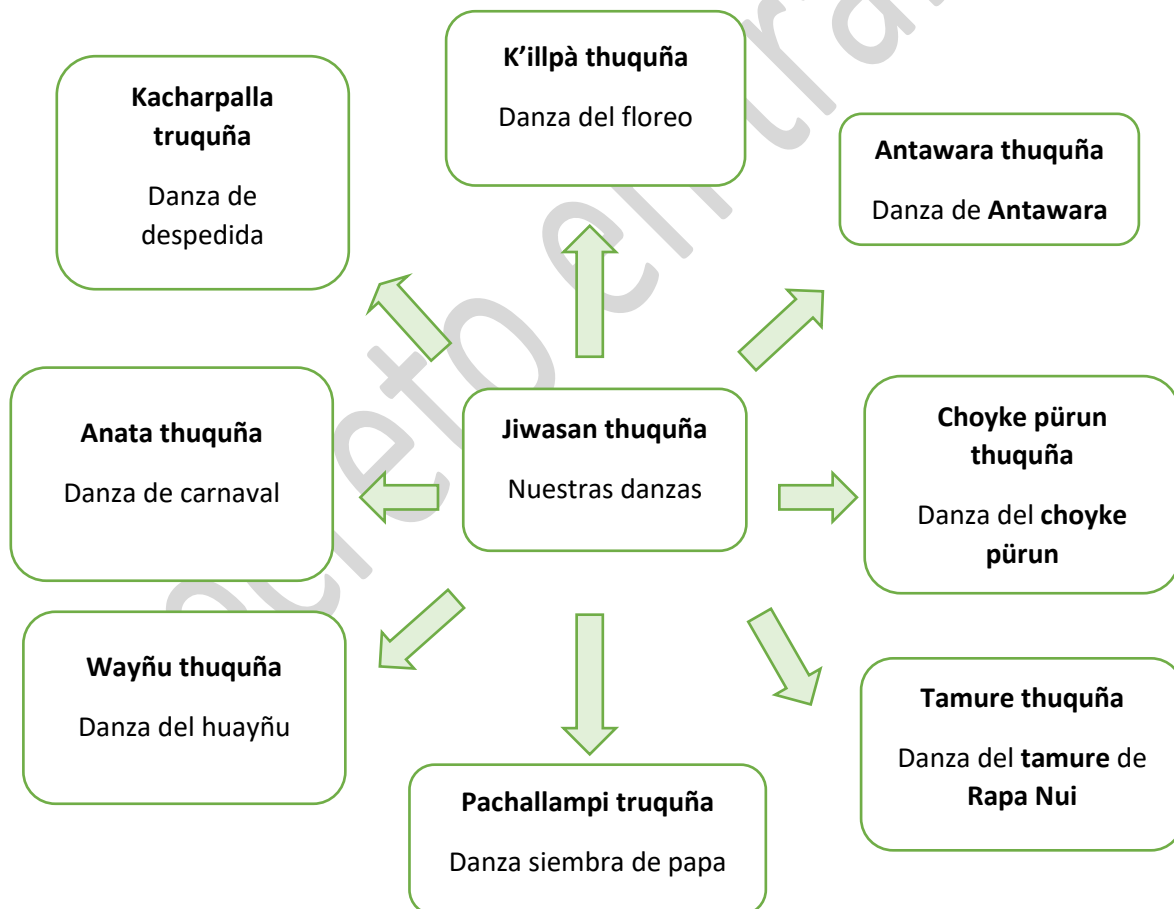 K'illpà thuquña
Danza del floreo
Kacharpalla
truquña
Danza de
despedida
Antawara thuquña
Danza de Antawara
Anata thuquña
Danza de carnaval
Jiwasan thuquña
Nuestras danzas
Choyke pürun
thuquña
Danza del choyke
pürun
Wayñu thuquña
Danza del huayñu
Tamure thuquña
Danza del tamure de
Rapa Nui
Pachallampi truquña
Danza siembra de papa